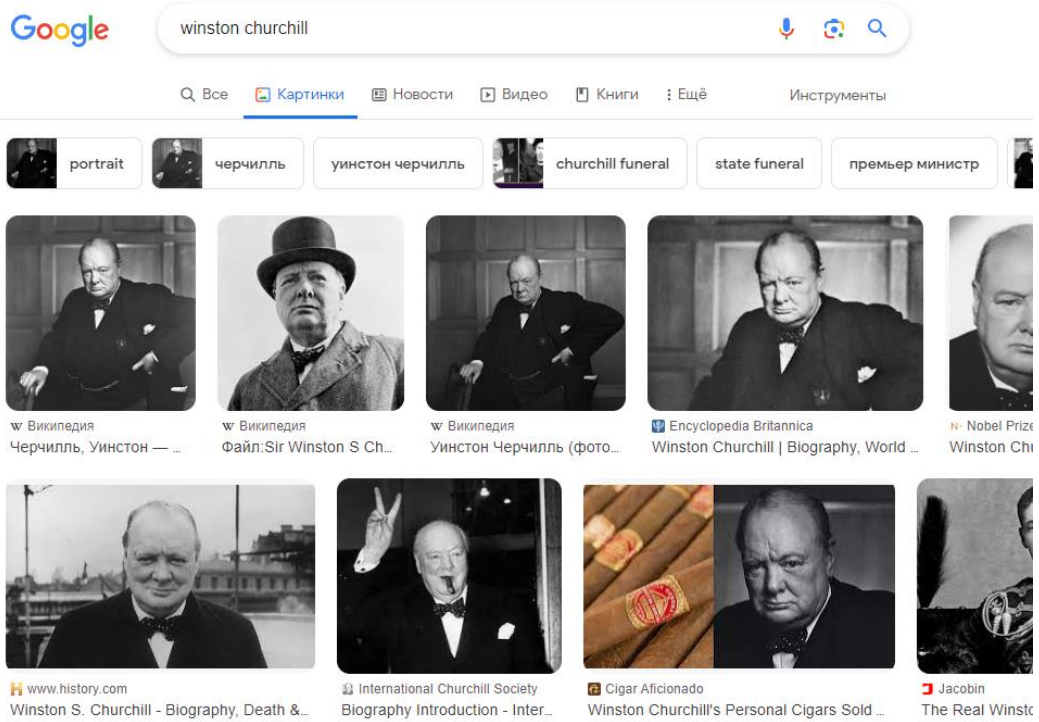 Google
winston churchill
Все Картинки Новости Видео Книги Ещё Инструменты
portrait черчилль уинстон черчилль churchill funeral state funeral премьер министр
W Википедия
Черчилль, Уинстон — ...
W Википедия
Файл:Sir Winston S Ch...
W Википедия
Уинстон Черчилль (фото...
Encyclopedia Britannica
Winston Churchill | Biography, World ...
N· Nobel Prize
Winston Chu
H www.history.com
Winston S. Churchill - Biography, Death &...
International Churchill Society
Biography Introduction - Inter...
Cigar Aficionado
Winston Churchill's Personal Cigars Sold ...
Jacobin
The Real Winsto